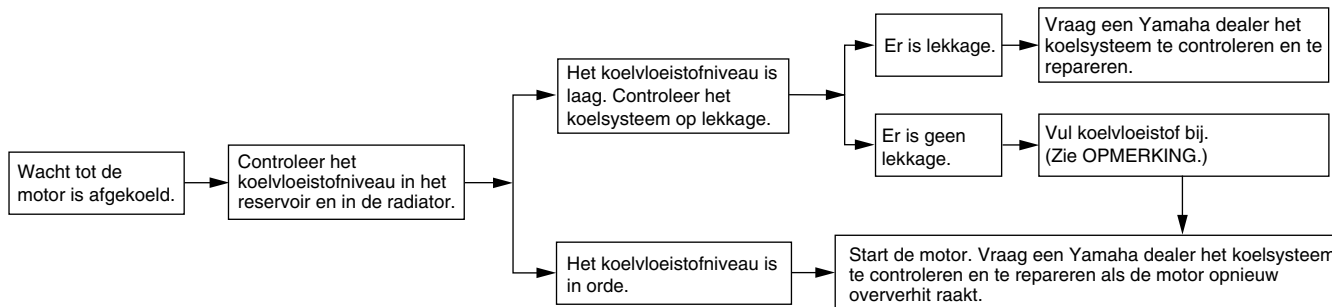 Wacht tot de
motor is afgekoeld.
Controleer het
koelvloeistofniveau in het
reservoir en in de radiator.
Het koelvloeistofniveau is
laag. Controleer het
koelsysteem op lekkage.
Er is lekkage.
Vraag een Yamaha dealer het
koelsysteem te controleren en te
repareren.
Er is geen
lekkage.
Vul koelvloeistof bij.
(Zie OPMERKING.)
Het koelvloeistofniveau is
in orde.
Start de motor. Vraag een Yamaha dealer het koelsysteem
te controleren en te repareren als de motor opnieuw
oververhit raakt.